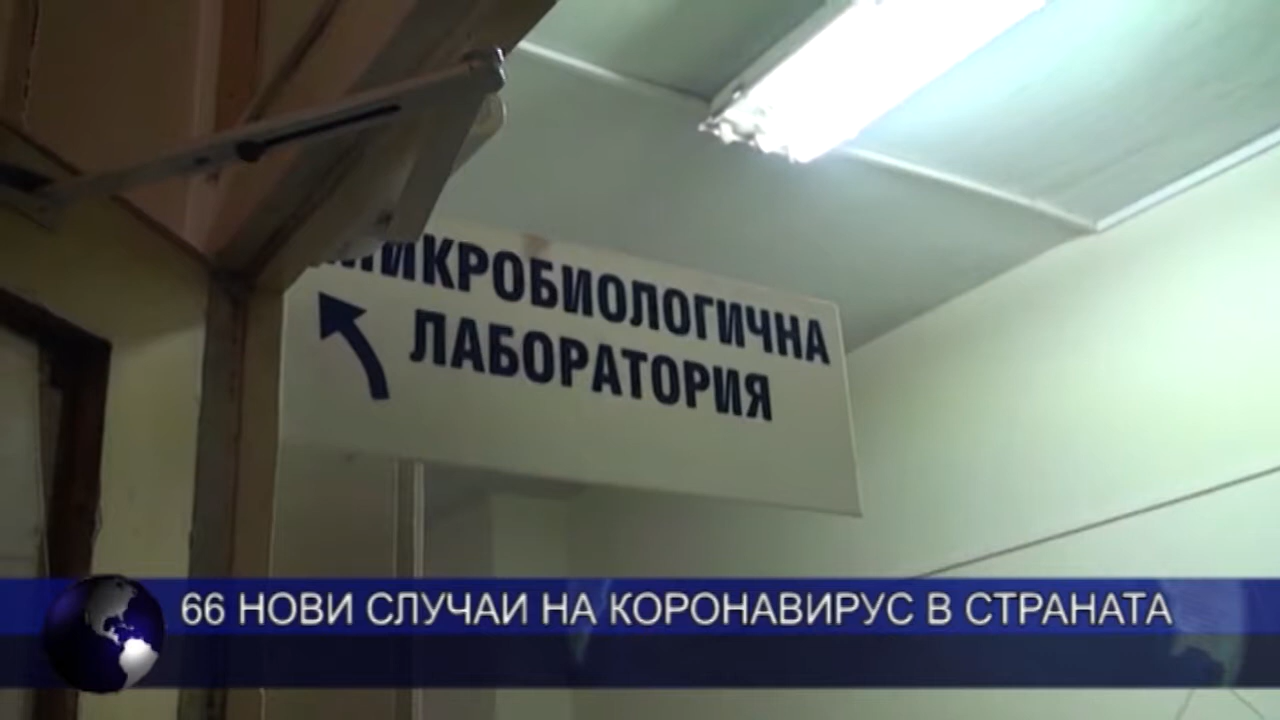 МИКРОБИОЛОГИЧНА
ЛАБОРАТОРИЯ
66 НОВИ СЛУЧАИ НА КОРОНАВИРУС В СТРАНАТА